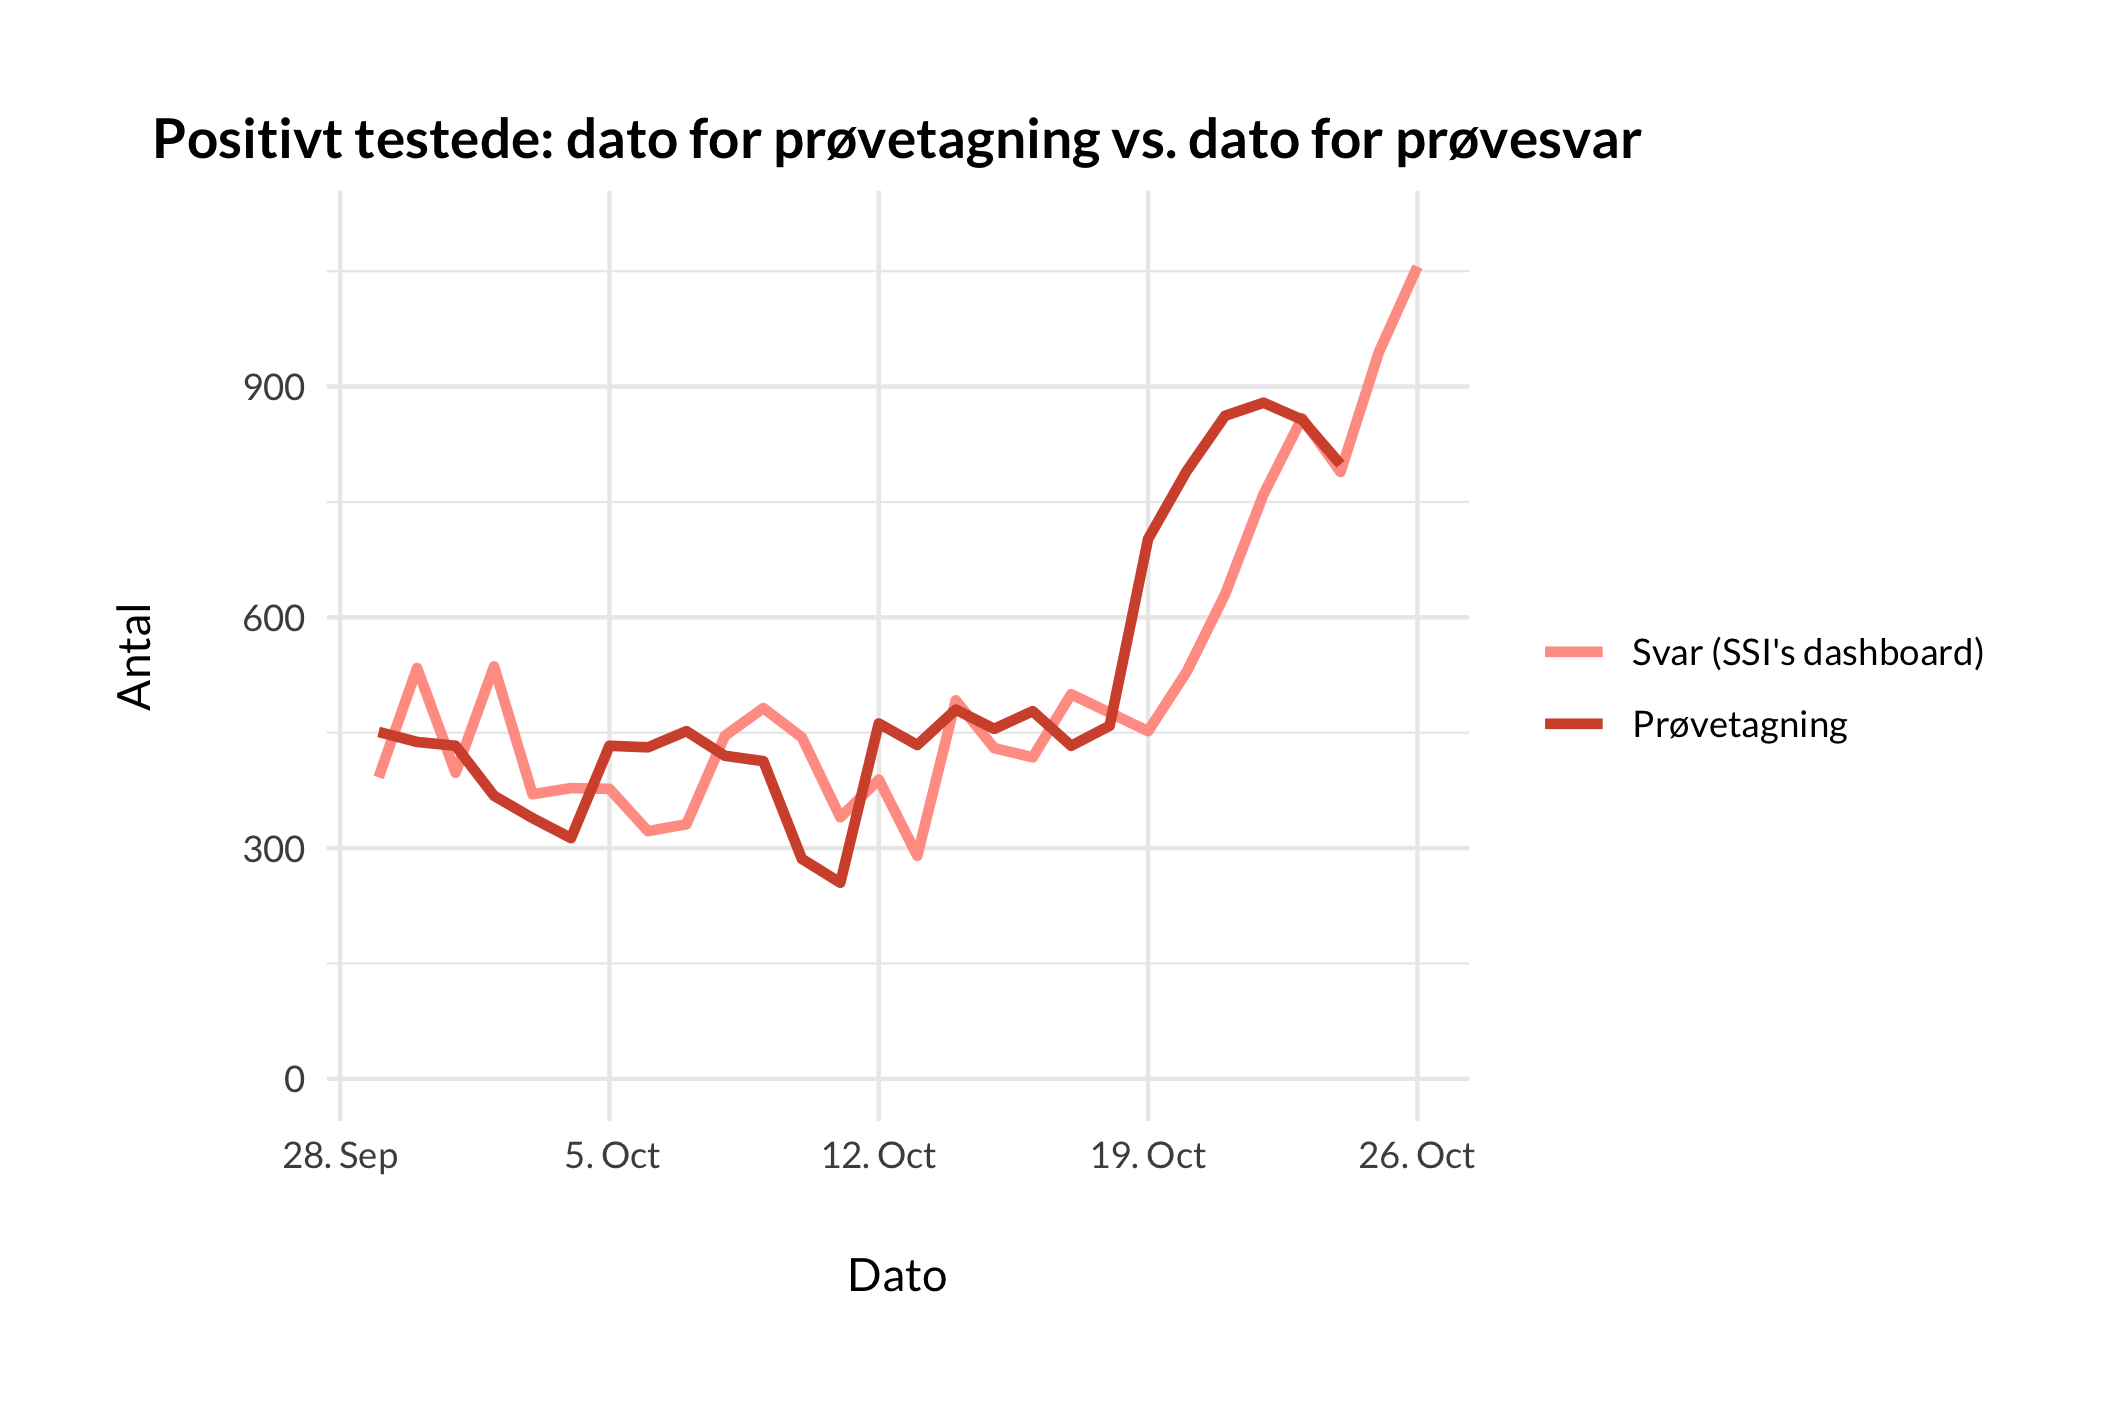 Positivt testede: dato for prøvetagning vs. dato for prøvesvar
Antal
900
600
300
0
28. Sep
5. Oct
12. Oct
19. Oct
26. Oct
Dato
Svar (SSI's dashboard)
Prøvetagning